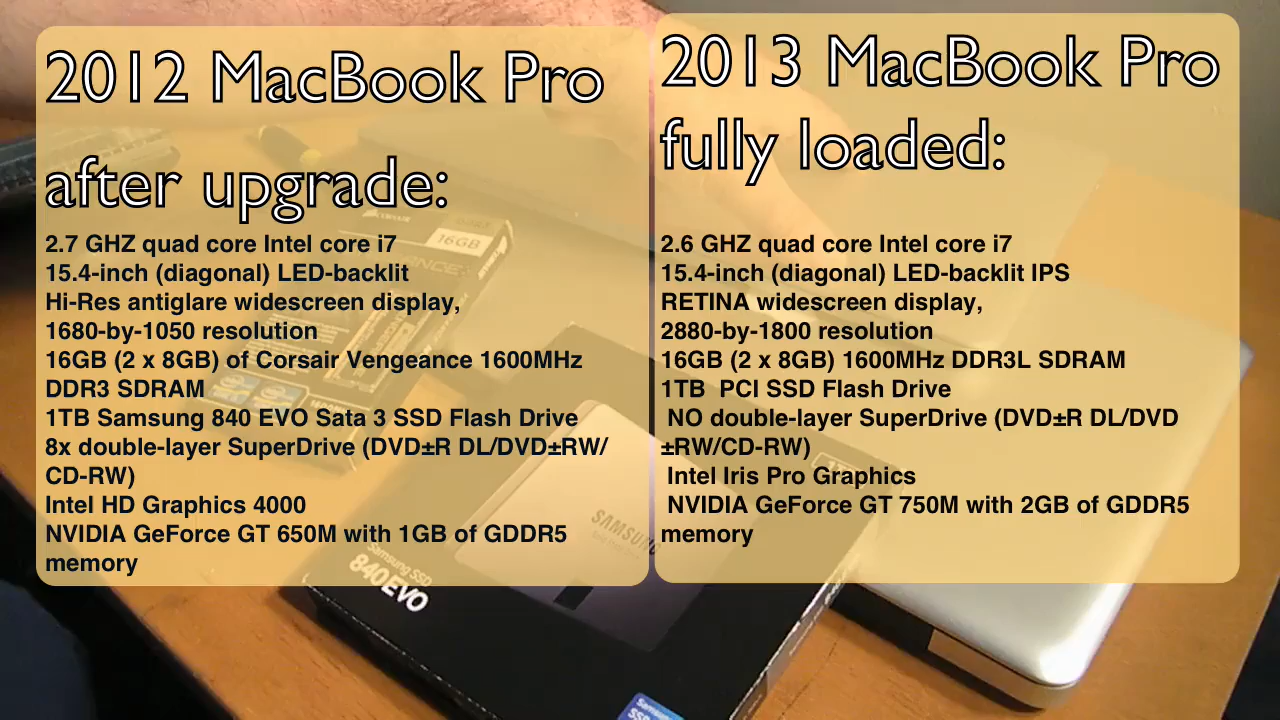 2012 MacBook Pro
after upgrade:
2.7 GHZ quad core Intel core i7
15.4-inch (diagonal) LED-backlit
Hi-Res antiglare widescreen display,
1680-by-1050 resolution
16GB (2 x 8GB) of Corsair Vengeance 1600MHz
DDR3 SDRAM
1TB Samsung 840 EVO Sata 3 SSD Flash Drive
8x double-layer SuperDrive (DVD±R DL/DVD±RW/
CD-RW)
Intel HD Graphics 4000
NVIDIA GeForce GT 650M with 1GB of GDDR5
memory
2013 MacBook Pro
fully loaded:
2.6 GHZ quad core Intel core i7
15.4-inch (diagonal) LED-backlit IPS
RETINA widescreen display,
2880-by-1800 resolution
16GB (2 x 8GB) 1600MHz DDR3L SDRAM
1TB  PCI SSD Flash Drive
NO double-layer SuperDrive (DVD±R DL/DVD
±RW/CD-RW)
Intel Iris Pro Graphics
NVIDIA GeForce GT 750M with 2GB of GDDR5
memory
CORSAIR
16GB
SAMSUNG
Samsung SSD
840 EVO